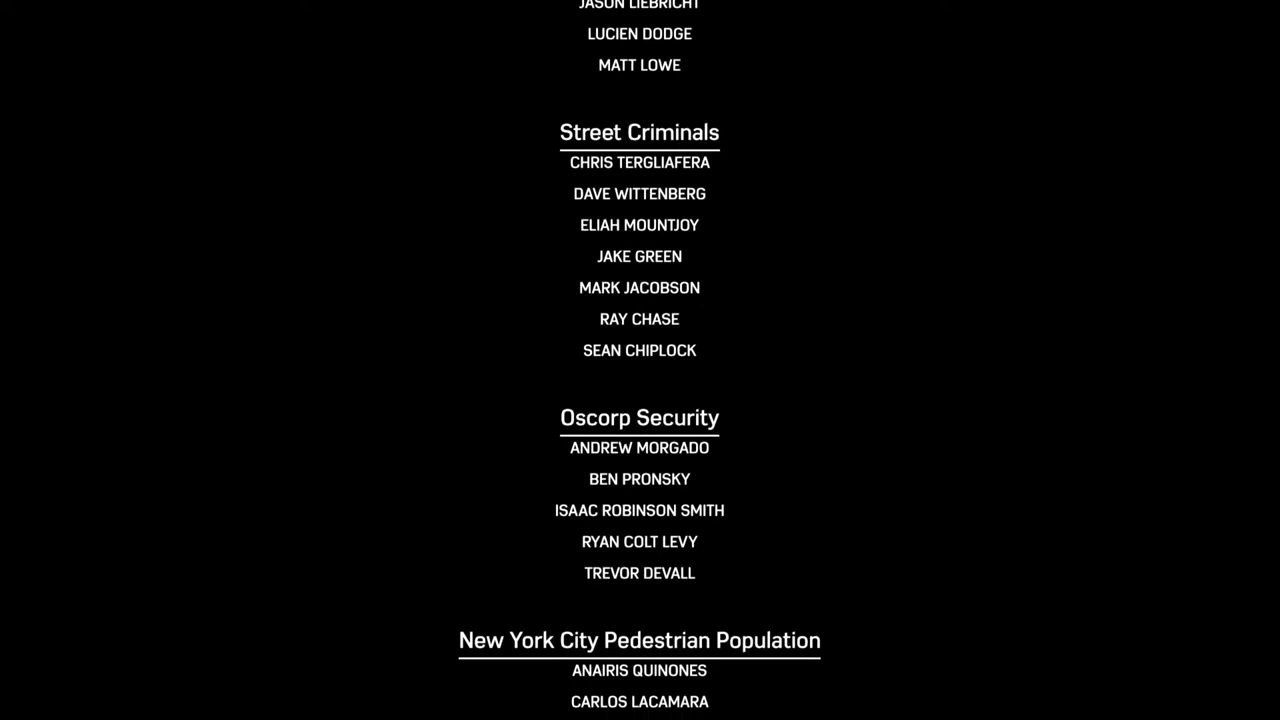 JASON LIEBRICHT
LUCIEN DODGE
MATT LOWE
Street Criminals
CHRIS TERGLIAFERA
DAVE WITTENBERG
ELIAH MOUNTJOY
JAKE GREEN
MARK JACOBSON
RAY CHASE
SEAN CHIPLOCK
Oscorp Security
ANDREW MORGADO
BEN PRONSKY
ISAAC ROBINSON SMITH
RYAN COLT LEVY
TREVOR DEVALL
New York City Pedestrian Population
ANAIRIS QUINONES
CARLOS LACAMARA